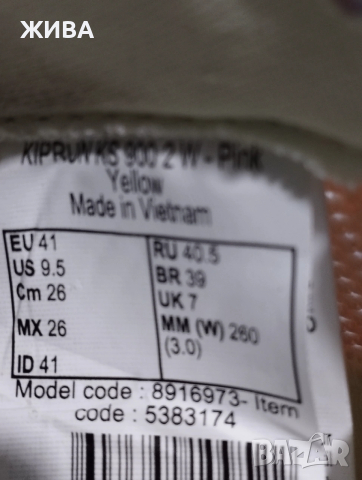 ЖИВА
KIPRUN KS 900 2 W - Pink
Yellow
Made in Vietnam
EU 41
US 9.5
Cm 26
MX 26
ID 41
RU 40.5
BR 39
UK 7
MM (W) 260
(3.0)
Model code : 8916973- Item
code : 5383174
BAZAR